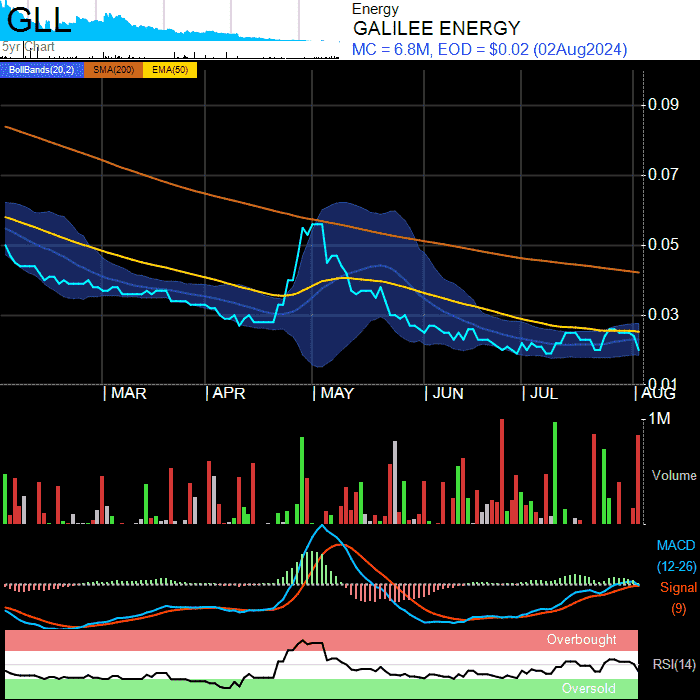 GLL
5yr Chart
Energy
GALILEE ENERGY
MC = 6.8M, EOD = $0.02 (02Aug2024)
BollBands(20,2) SMA(200) EMA(50)
0.09
0.07
0.05
0.03
0.01
MAR APR MAY JUN JUL AUG
1M
Volume
MACD
(12-26)
Signal
(9)
Overbought
RSI(14)
Oversold